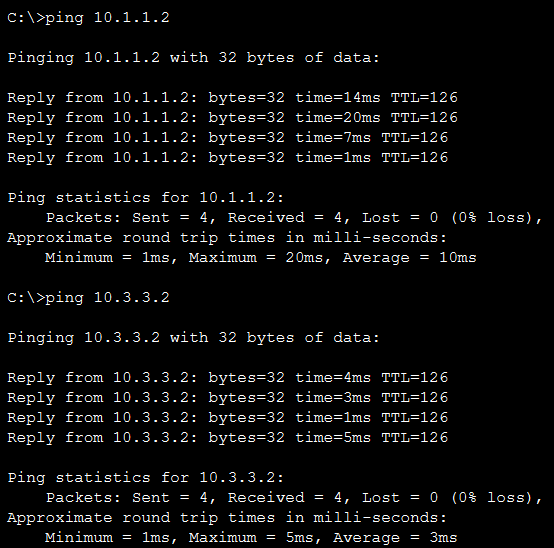 C:\>ping 10.1.1.2
Pinging 10.1.1.2 with 32 bytes of data:
Reply from 10.1.1.2: bytes=32 time=14ms TTL=126
Reply from 10.1.1.2: bytes=32 time=20ms TTL=126
Reply from 10.1.1.2: bytes=32 time=7ms TTL=126
Reply from 10.1.1.2: bytes=32 time=1ms TTL=126
Ping statistics for 10.1.1.2:
    Packets: Sent = 4, Received = 4, Lost = 0 (0% loss),
Approximate round trip times in milli-seconds:
    Minimum = 1ms, Maximum = 20ms, Average = 10ms
C:\>ping 10.3.3.2
Pinging 10.3.3.2 with 32 bytes of data:
Reply from 10.3.3.2: bytes=32 time=4ms TTL=126
Reply from 10.3.3.2: bytes=32 time=3ms TTL=126
Reply from 10.3.3.2: bytes=32 time=1ms TTL=126
Reply from 10.3.3.2: bytes=32 time=5ms TTL=126
Ping statistics for 10.3.3.2:
    Packets: Sent = 4, Received = 4, Lost = 0 (0% loss),
Approximate round trip times in milli-seconds:
    Minimum = 1ms, Maximum = 5ms, Average = 3ms